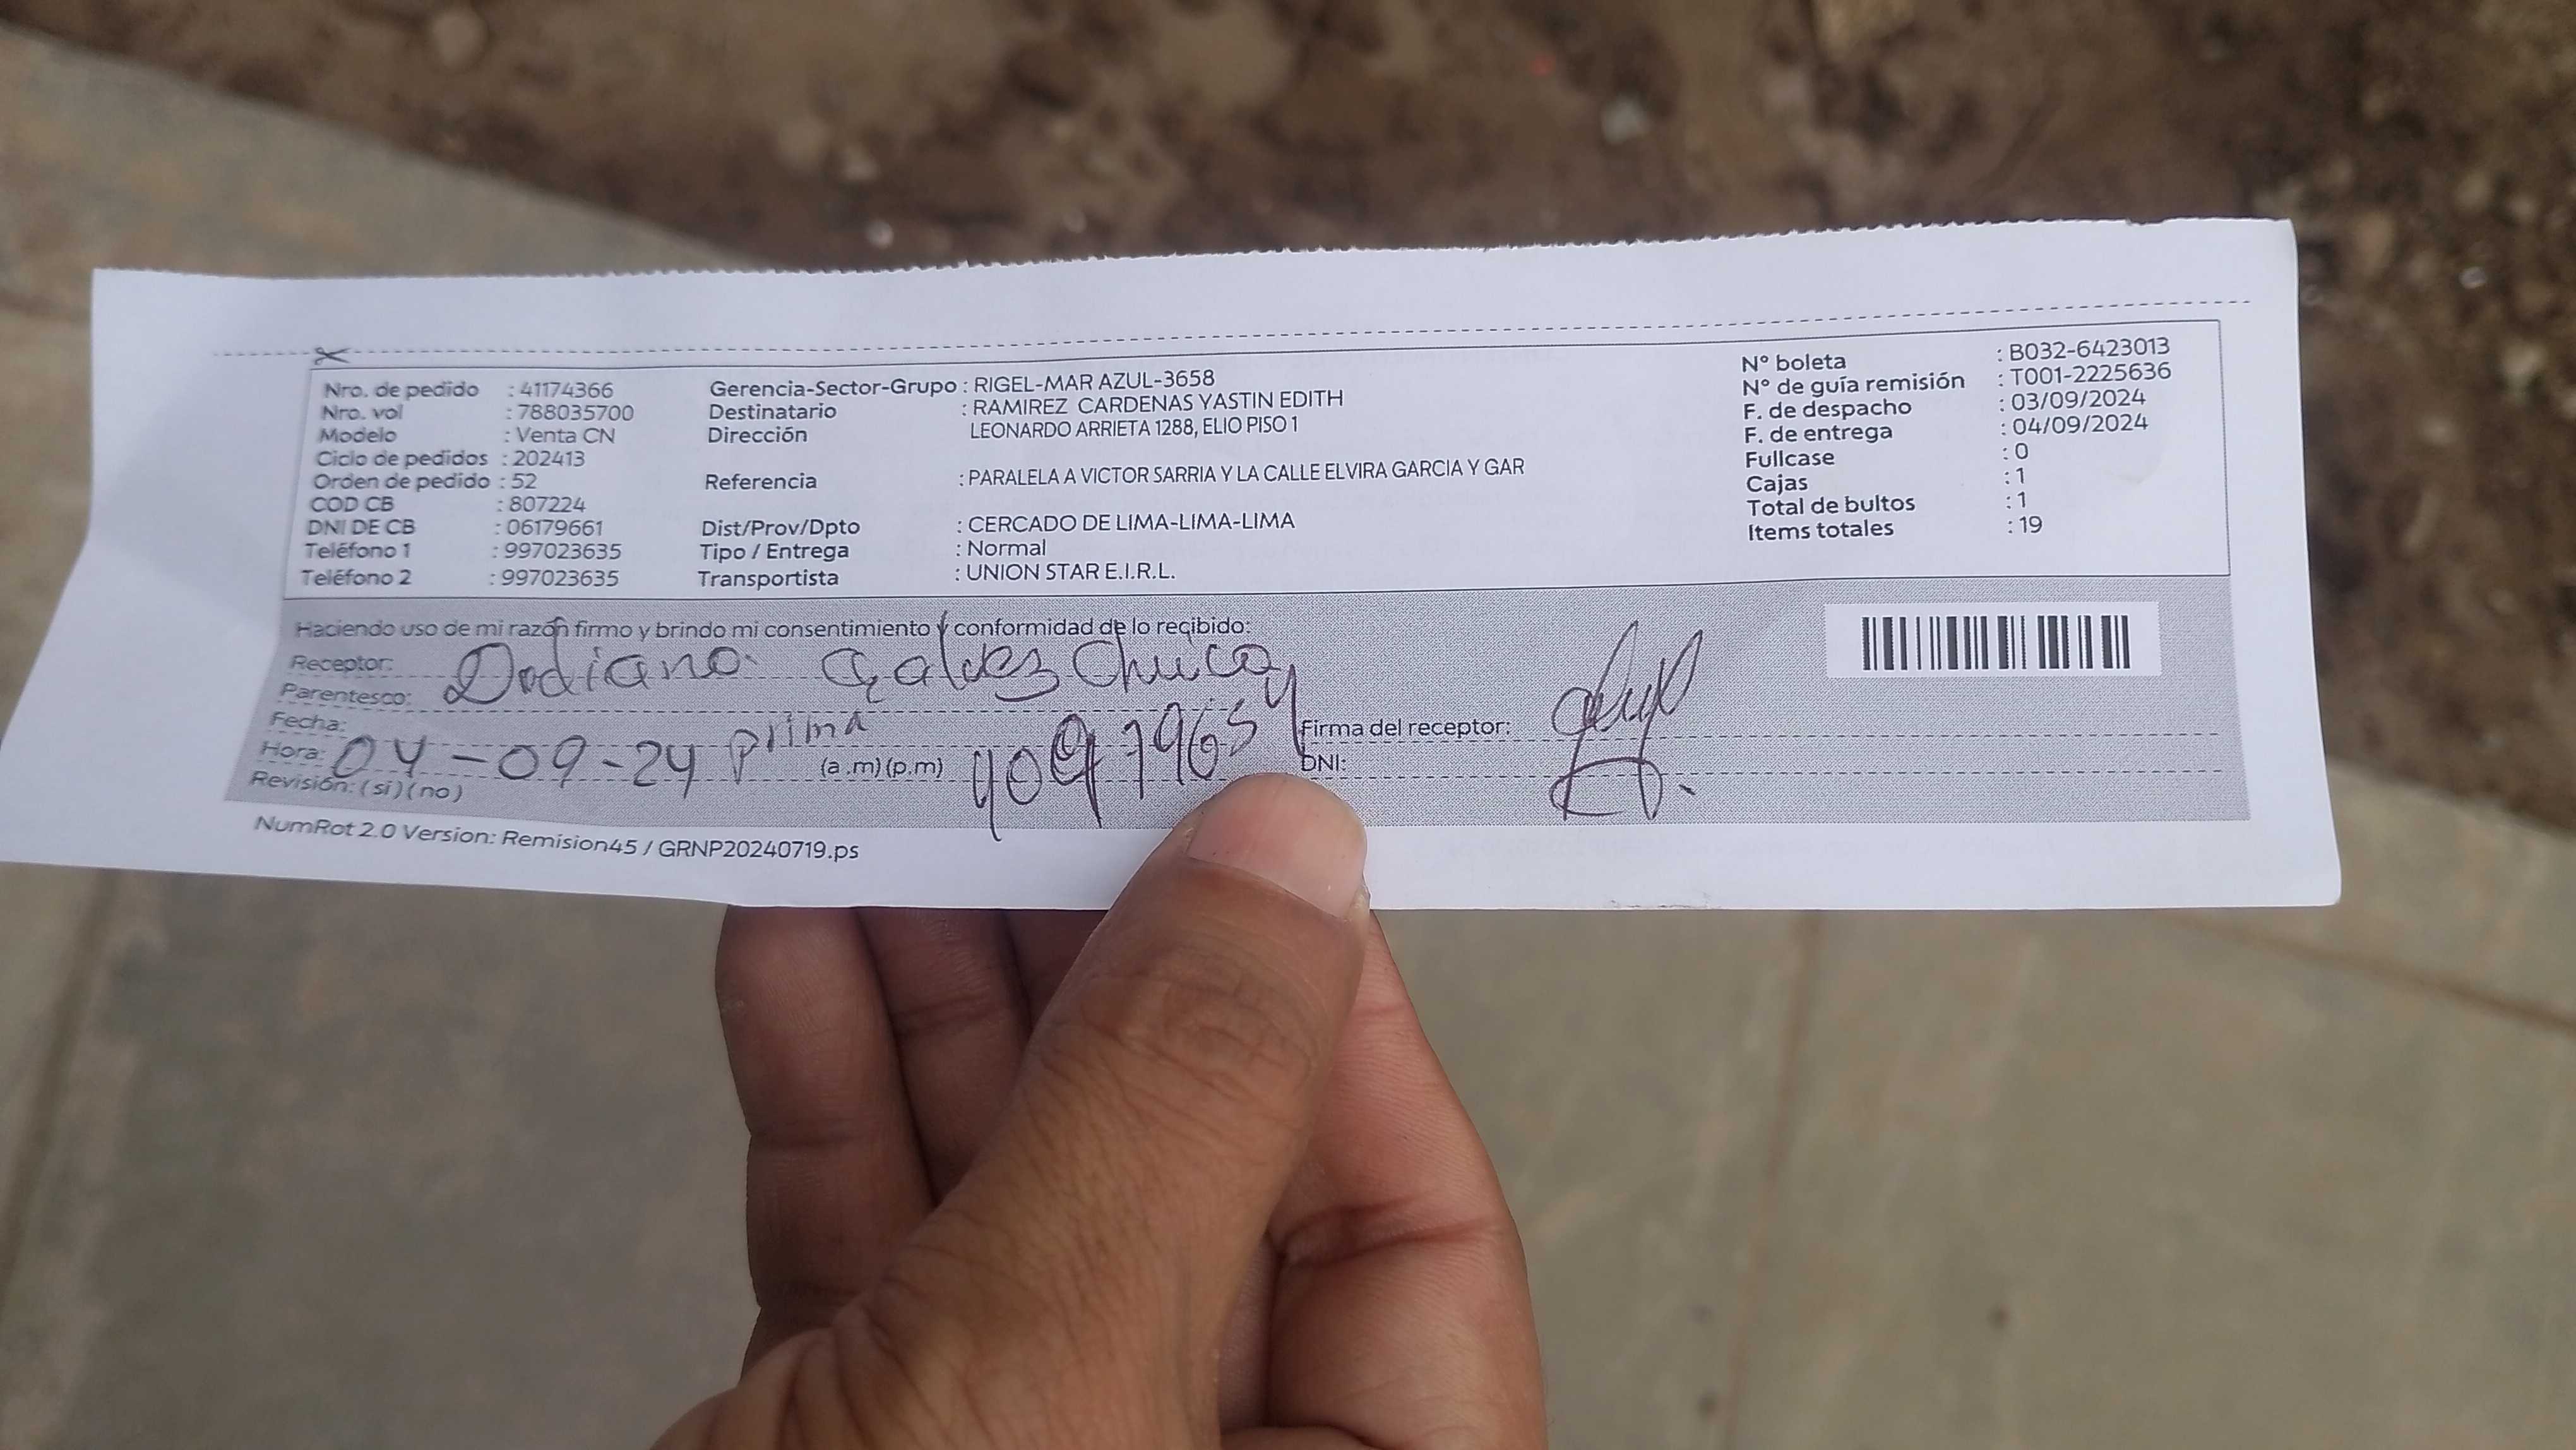 Nro. de pedido : 41174366
Nro. vol : 788035700
Modelo : Venta CN
Ciclo de pedidos : 202413
Orden de pedido : 52
COD CB : 807224
DNI DE CB : 06179661
Teléfono 1 : 997023635
Teléfono 2 : 997023635
Gerencia-Sector-Grupo : RIGEL-MAR AZUL-3658
Destinatario : RAMIREZ CARDENAS YASTIN EDITH
Dirección LEONARDO ARRIETA 1288, ELIO PISO 1
Referencia : PARALELA A VICTOR SARRIA Y LA CALLE ELVIRA GARCIA Y GAR
Dist/Prov/Dpto : CERCADO DE LIMA-LIMA-LIMA
Tipo / Entrega : Normal
Transportista : UNION STAR E.I.R.L.
N° boleta : B032-6423013
N° de guía remisión : T001-2225636
F. de despacho : 03/09/2024
F. de entrega : 04/09/2024
Fullcase : 0
Cajas : 1
Total de bultos : 1
Items totales : 19
Haciendo uso de mi razón firmo y brindo mi consentimiento y conformidad de lo recibido:
Receptor:
Parentesco: prima
Fecha:
Hora: 04-09-24 (a.m)(p.m)
Revisión: (si)(no)
Firma del receptor:
DNI:
NumRot 2.0 Version: Remision45 / GRNP20240719.ps